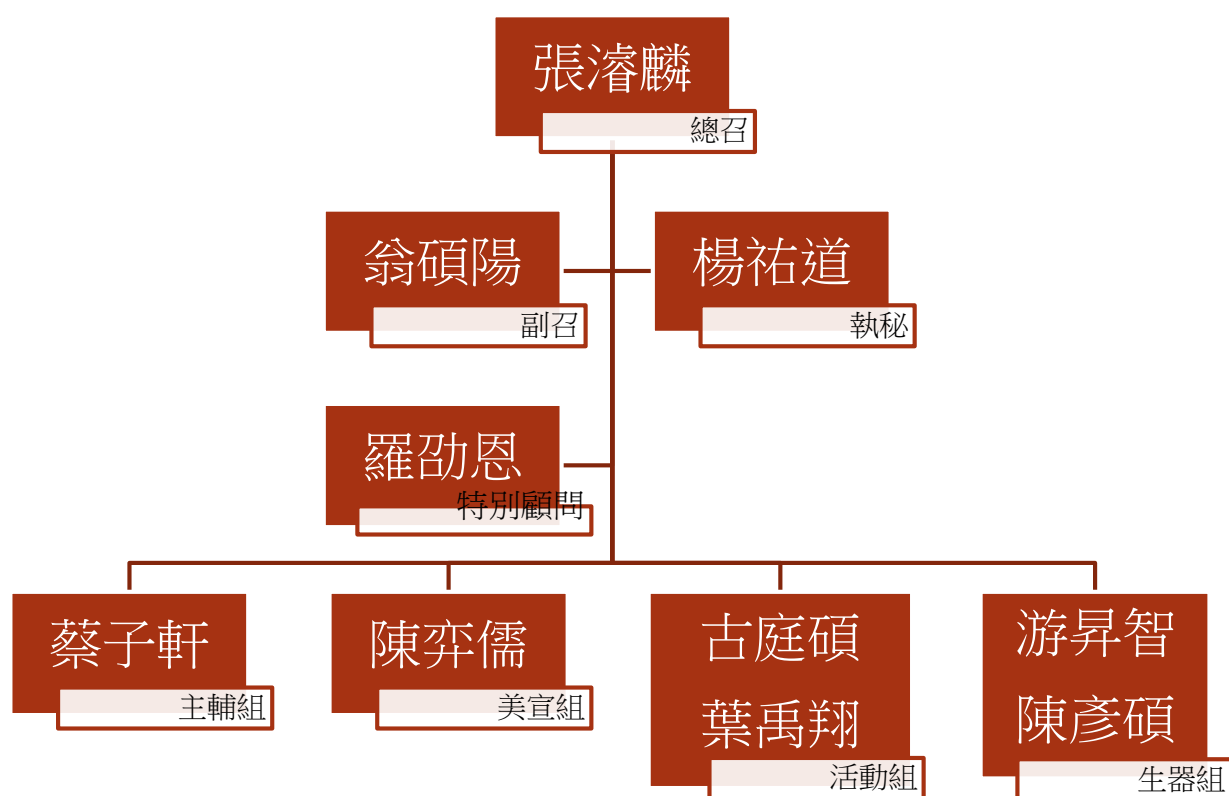 張濬麟
總召
翁碩陽
副召
楊祐道
執秘
羅劭恩
特別顧問
蔡子軒
主輔組
陳弈儒
美宣組
古庭碩
葉禹翔
活動組
游昇智
陳彥碩
生器組